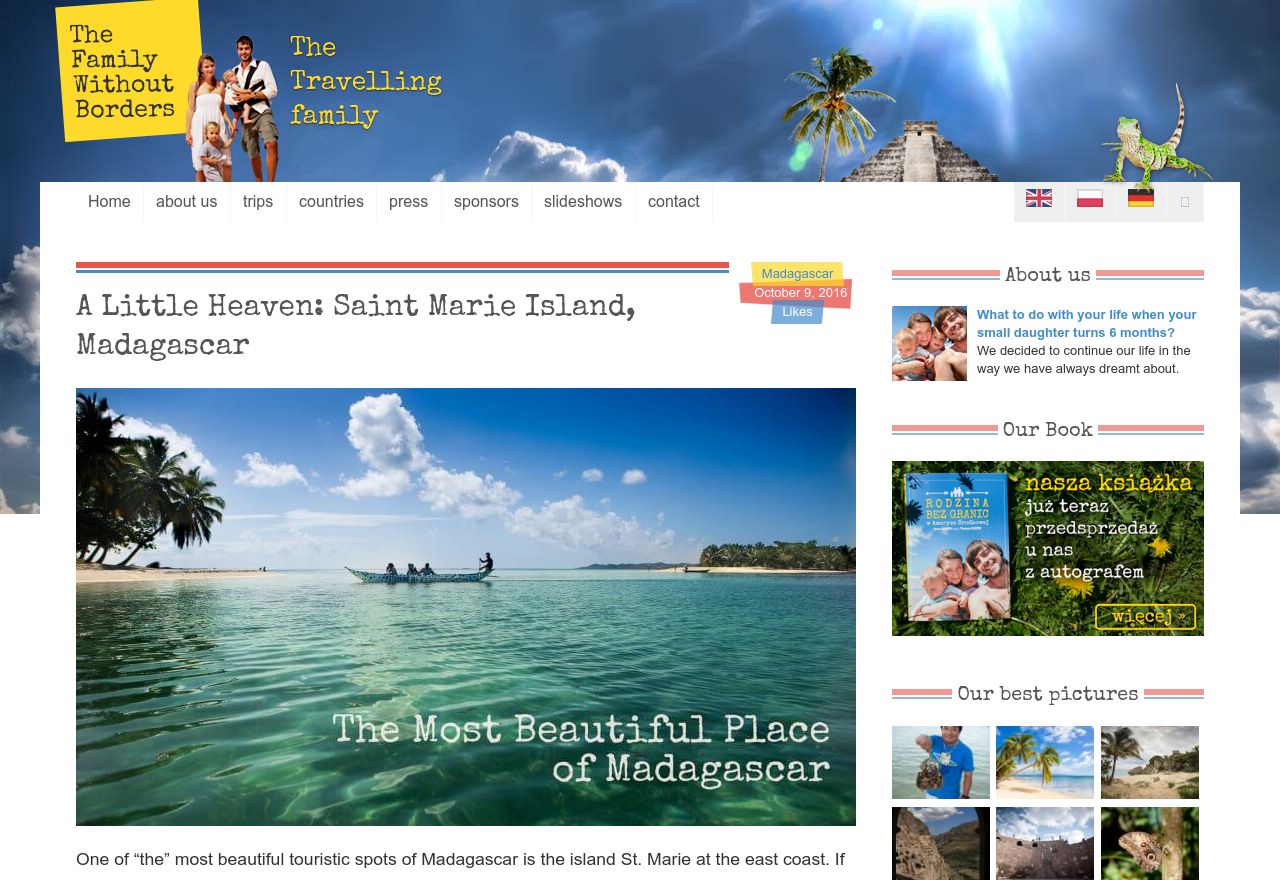 The
Family
Without
Borders
The
Travelling
family
Home
about us
trips
countries
press
sponsors
slideshows
contact
A Little Heaven: Saint Marie Island,
Madagascar
Madagascar
October 9, 2016
Likes
The Most Beautiful Place
of Madagascar
One of “the” most beautiful touristic spots of Madagascar is the island St. Marie at the east coast. If
About us
What to do with your life when your
small daughter turns 6 months?
We decided to continue our life in the
way we have always dreamt about.
Our Book
RODZINA
BEZ GRANIC
w Ameryce Środkowej
nasza książka
już teraz
przedsprzedaż
u nas
z autografem
więcej »
Our best pictures